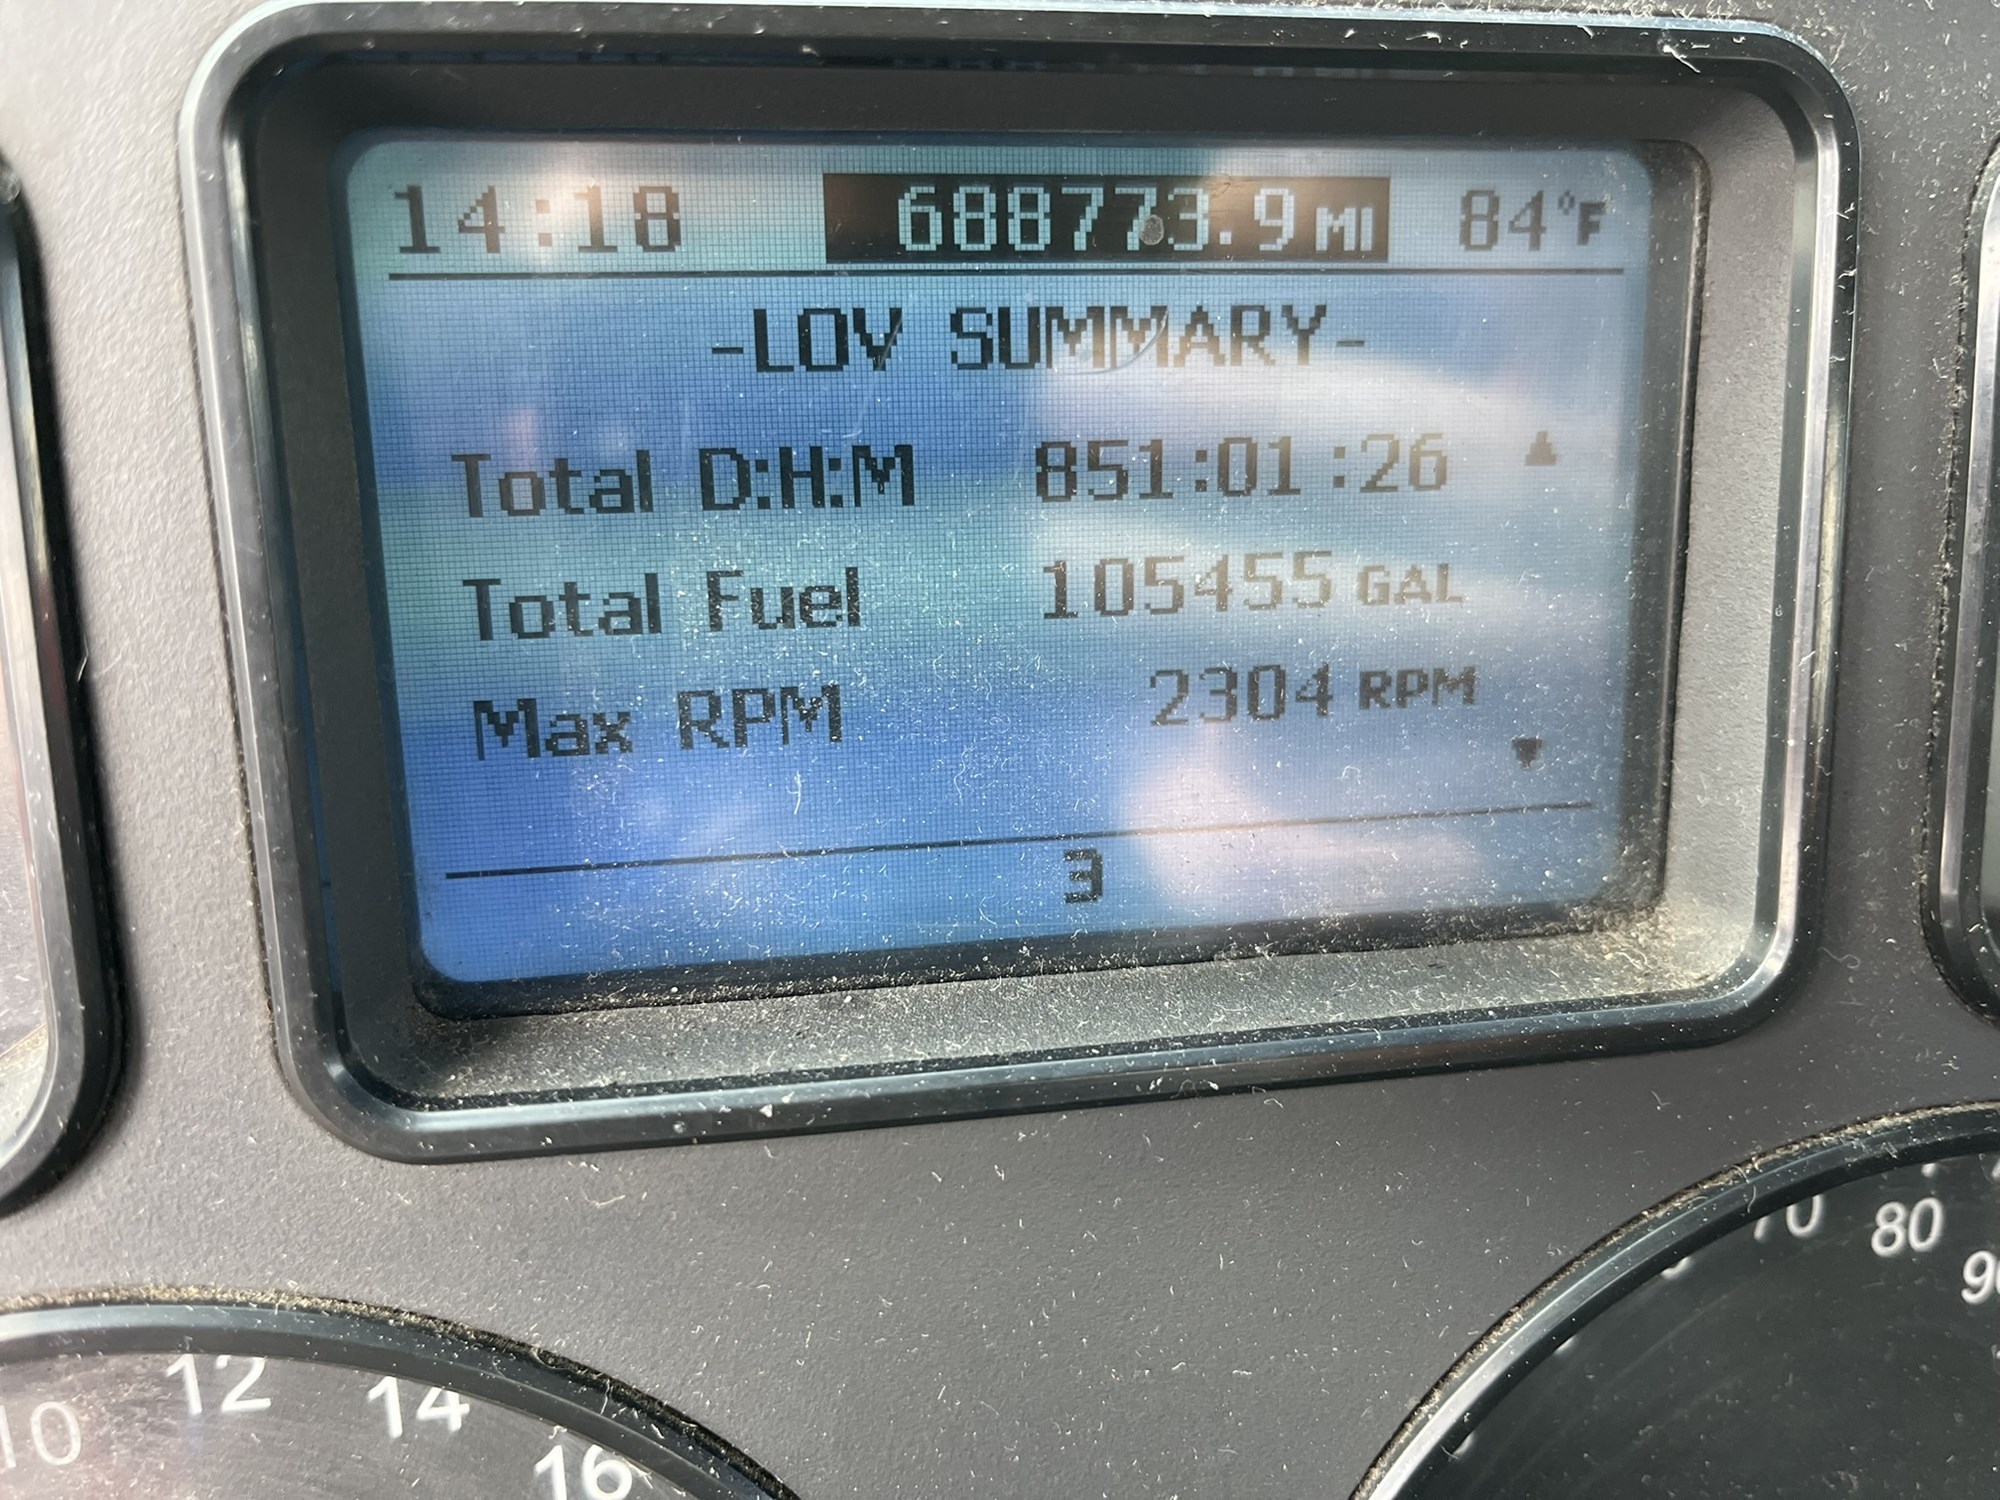 14:18 688773.9 MI 84°F
-LOV SUMMARY-
Total D:H:M 851:01:26
Total Fuel 105455 GAL
Max RPM 2304 RPM
3
70 80
10 12 14 16